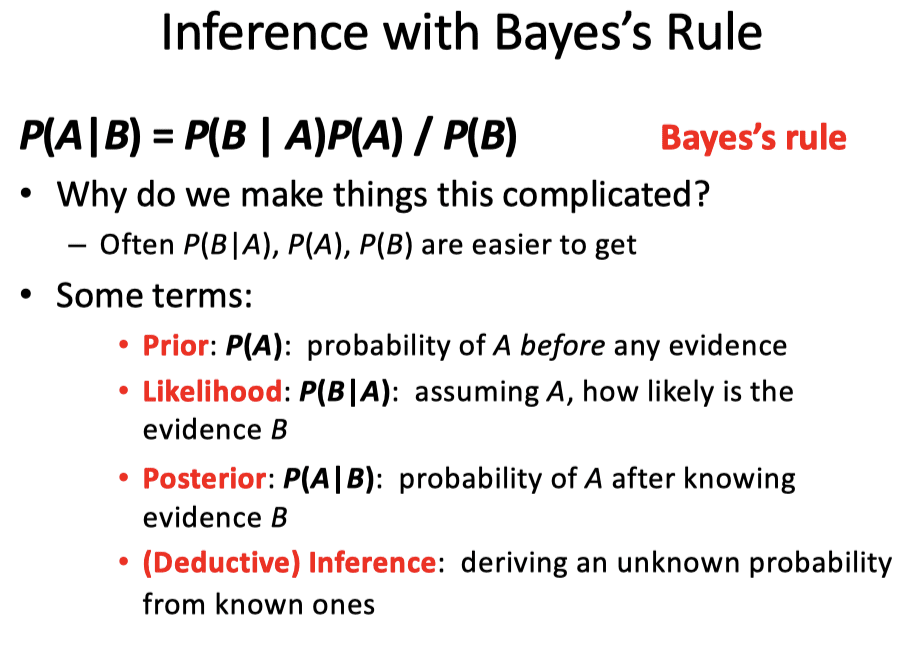 Inference with Bayes’s Rule
P(A|B) = P(B | A)P(A) / P(B)
Bayes’s rule
• Why do we make things this complicated?
– Often P(B|A), P(A), P(B) are easier to get
• Some terms:
• Prior: P(A): probability of A before any evidence
• Likelihood: P(B|A): assuming A, how likely is the
evidence B
• Posterior: P(A|B): probability of A after knowing
evidence B
• (Deductive) Inference: deriving an unknown probability
from known ones